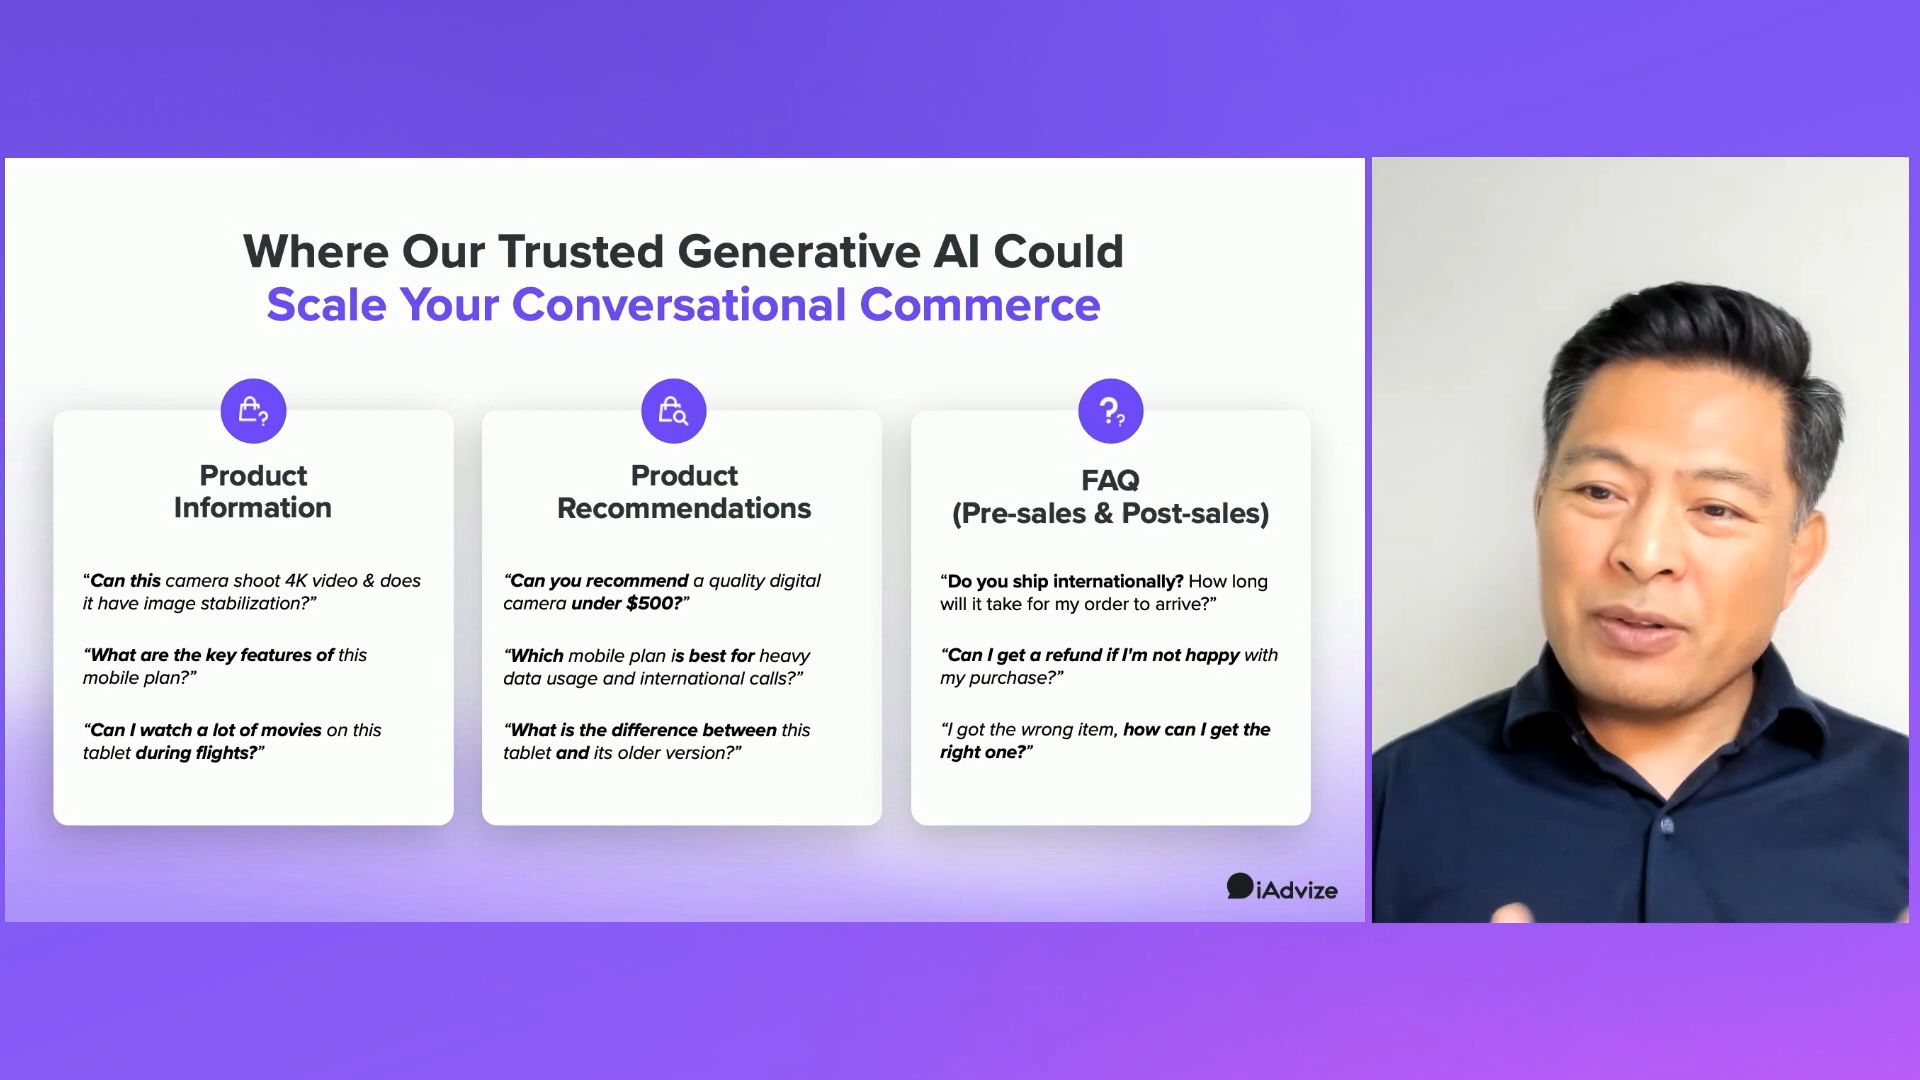 Where Our Trusted Generative AI Could
Scale Your Conversational Commerce
Product
Information
“Can this camera shoot 4K video & does
it have image stabilization?”
“What are the key features of this
mobile plan?”
“Can I watch a lot of movies on this
tablet during flights?”
Product
Recommendations
“Can you recommend a quality digital
camera under $500?”
“Which mobile plan is best for heavy
data usage and international calls?”
“What is the difference between this
tablet and its older version?”
FAQ
(Pre-sales & Post-sales)
“Do you ship internationally? How long
will it take for my order to arrive?”
“Can I get a refund if I'm not happy with
my purchase?”
“I got the wrong item, how can I get the
right one?”
iAdvize